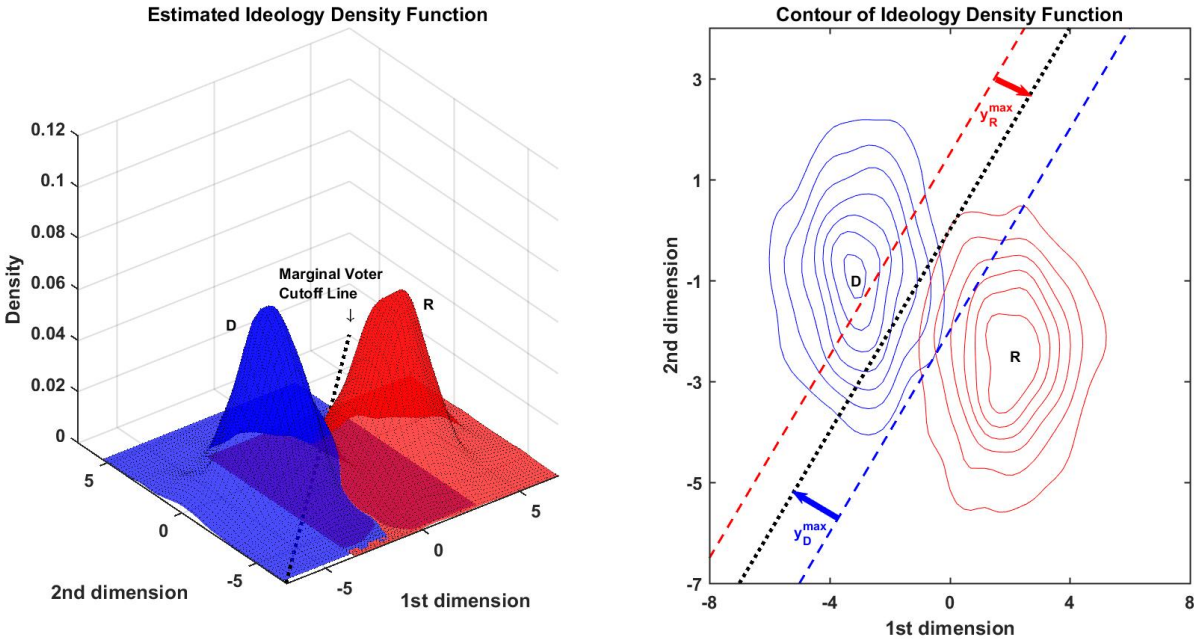 Estimated Ideology Density Function
0.12
0.1
0.08
0.06
0.04
0.02
0
Density
Marginal Voter
Cutoff Line
↓
D
R
5
0
-5
2nd dimension
-5
0
5
1st dimension
Contour of Ideology Density Function
3
1
-1
-3
-5
-7
2nd dimension
y_R^max
D
R
y_D^max
-8
-4
0
4
8
1st dimension